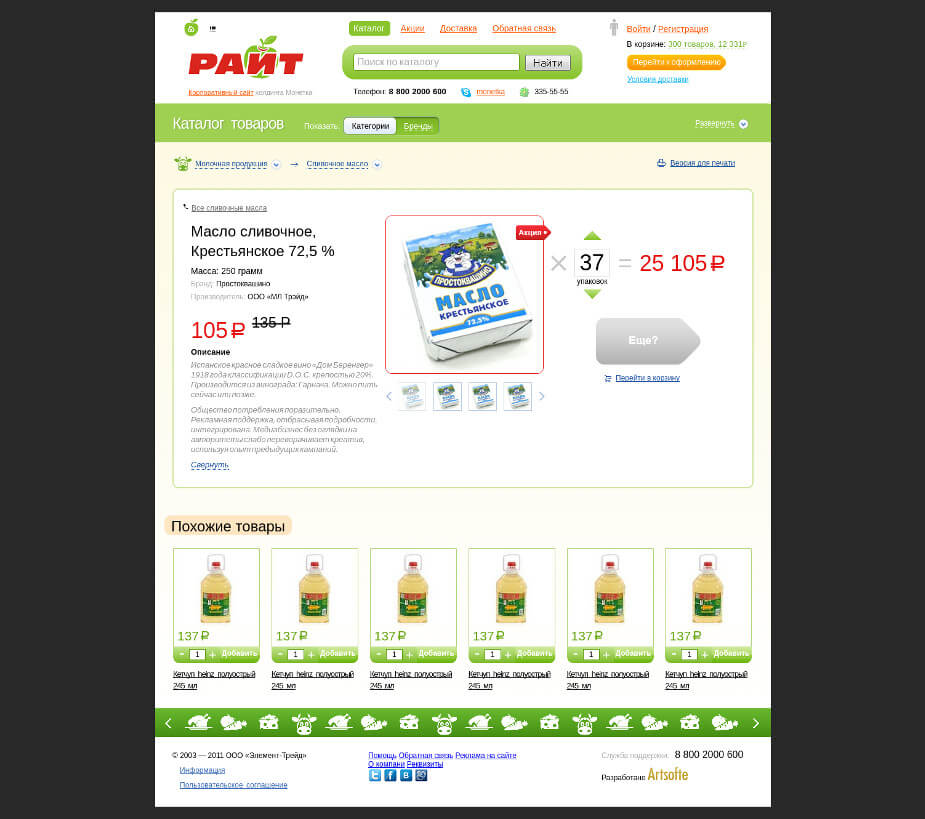 Каталог Акции Доставка Обратная связь
Войти / Регистрация
РАЙТ
В корзине: 300 товаров, 12 331 Р
Поиск по каталогу Найти
Перейти к оформлению
Условия доставки
Корпоративный сайт холдинга Монетка
Телефон: 8 800 2000 600 monetka 335-55-55
Каталог товаров Показать: Категории Бренды Развернуть
Молочная продукция → Сливочное масло Версия для печати
Все сливочные масла
Масло сливочное,
Крестьянское 72,5 %
Масса: 250 грамм
Бренд: Простоквашино
Производитель: ООО «МЛ Трэйд»
105 Р 135 Р
Описание
Испанское красное сладкое вино «Дом Беренгер»
1918 года классификации D.O.C. крепостью 20%.
Производится из винограда: Гарнача. Можно пить
сейчас ити позже.
Общество потребления поразительно.
Рекламная поддержка, отбрасывая подробности,
интегрирована. Медиабизнес без оглядки на
авторитеты слабо переворачивает креатив,
используя опыт предыдущих кампаний.
Свернуть
Акция
ПРОСТОКВАШИНО
МАСЛО
КРЕСТЬЯНСКОЕ
72,5%
× 37 = 25 105 Р
упаковок
Еще?
Перейти в корзину
Похожие товары
137 Р 137 Р 137 Р 137 Р 137 Р 137 Р
- 1 + Добавить - 1 + Добавить - 1 + Добавить - 1 + Добавить - 1 + Добавить - 1 + Добавить
Кетчуп heinz полуострый Кетчуп heinz полуострый Кетчуп heinz полуострый Кетчуп heinz полуострый Кетчуп heinz полуострый Кетчуп heinz полуострый
245 мл 245 мл 245 мл 245 мл 245 мл 245 мл
© 2003 — 2011 ООО «Элемент-Трейд»
Информация
Пользовательское соглашение
Помощь Обратная связь Реклама на сайте
О компани Реквизиты
Служба поддержки: 8 800 2000 600
Разработано Artsofte